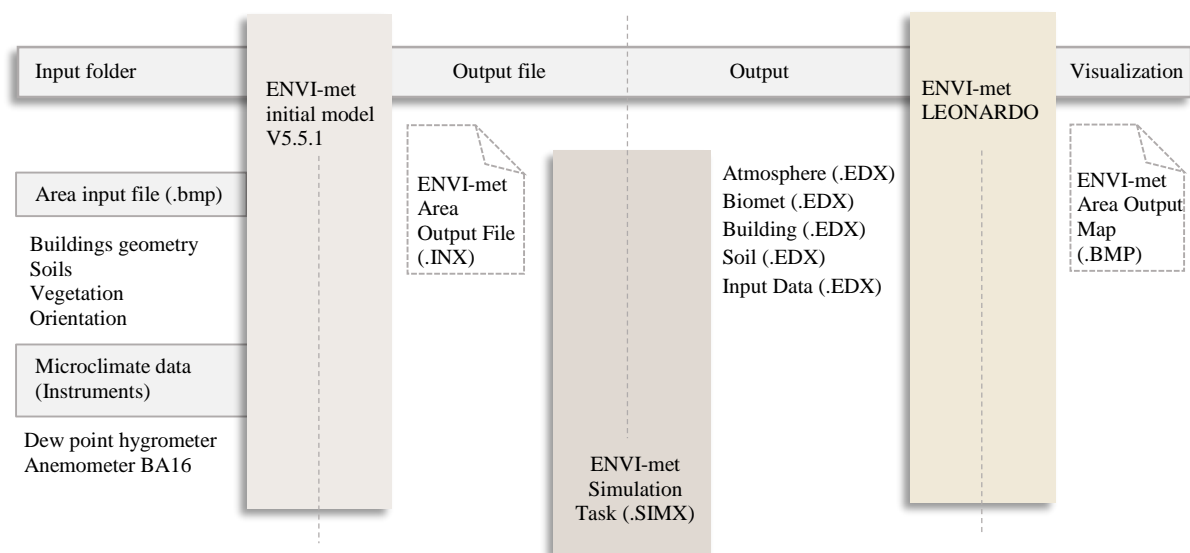 Input folder
ENVI-met
initial model
V5.5.1
Output file
Output
ENVI-met
LEONARDO
Visualization
Area input file (.bmp)
Buildings geometry
Soils
Vegetation
Orientation
Microclimate data
(Instruments)
Dew point hygrometer
Anemometer BA16
ENVI-met
Area
Output File
(.INX)
ENVI-met
Simulation
Task (.SIMX)
Atmosphere (.EDX)
Biomet (.EDX)
Building (.EDX)
Soil (.EDX)
Input Data (.EDX)
ENVI-met
Area Output
Map
(.BMP)